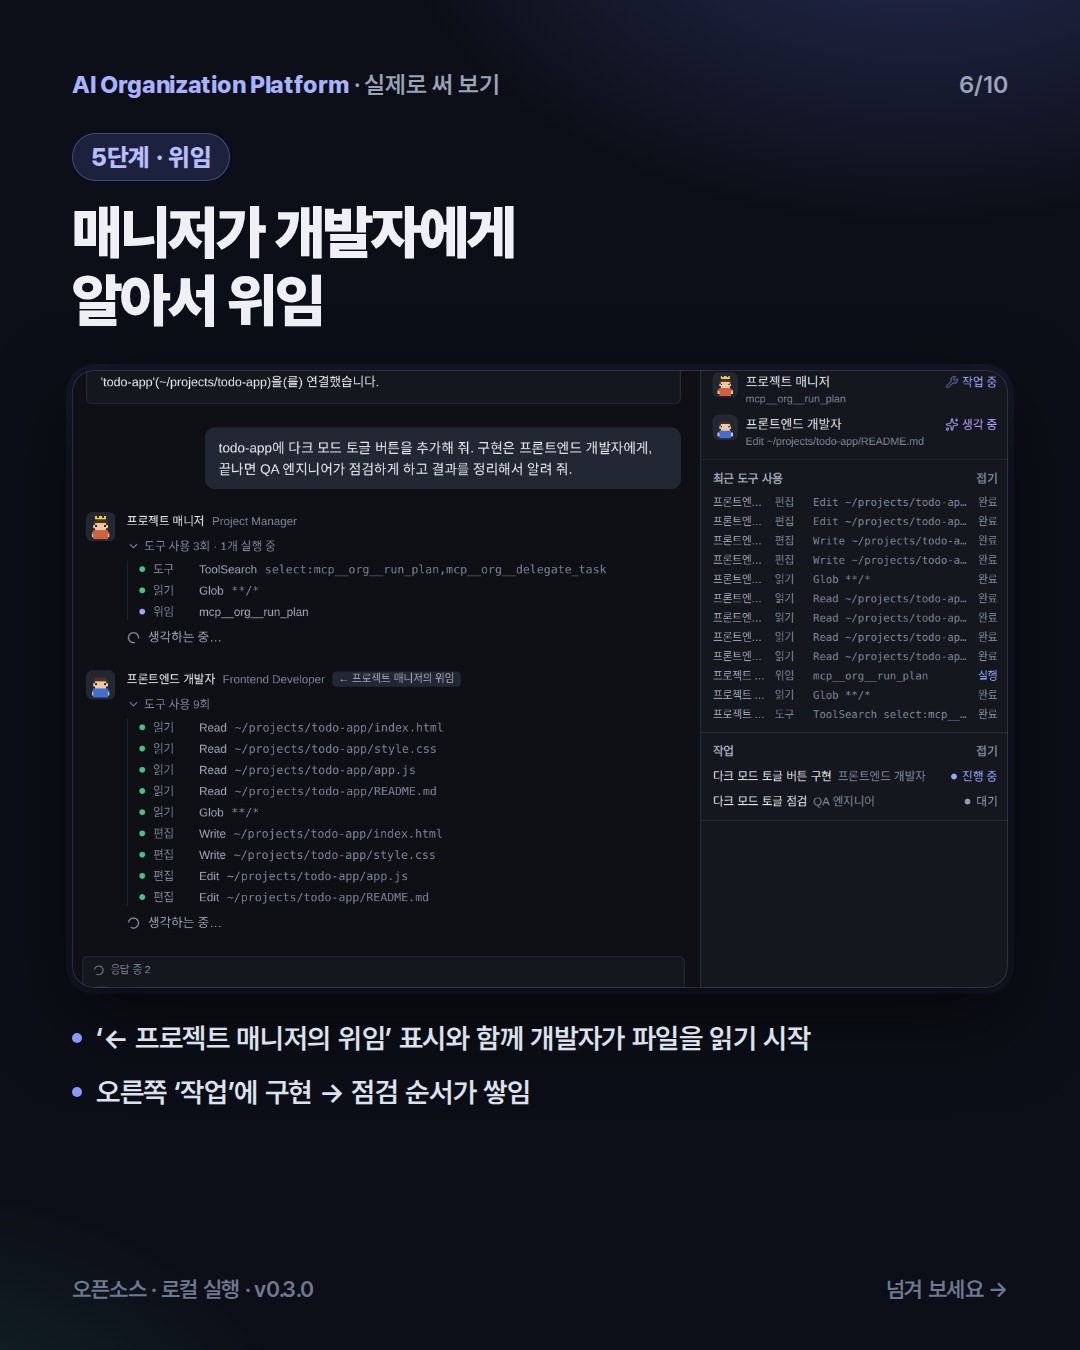 AI Organization Platform · 실제로 써 보기
6/10
5단계 · 위임
매니저가 개발자에게
알아서 위임
'todo-app'(~/projects/todo-app)을(를) 연결했습니다.
todo-app에 다크 모드 토글 버튼을 추가해 줘. 구현은 프론트엔드 개발자에게,
끝나면 QA 엔지니어가 점검하게 하고 결과를 정리해서 알려 줘.
프로젝트 매니저 Project Manager
도구 사용 3회 · 1개 실행 중
도구 ToolSearch select:mcp__org__run_plan,mcp__org__delegate_task
읽기 Glob **/*
위임 mcp__org__run_plan
생각하는 중…
프론트엔드 개발자 Frontend Developer ← 프로젝트 매니저의 위임
도구 사용 9회
읽기 Read ~/projects/todo-app/index.html
읽기 Read ~/projects/todo-app/style.css
읽기 Read ~/projects/todo-app/app.js
읽기 Read ~/projects/todo-app/README.md
읽기 Glob **/*
편집 Write ~/projects/todo-app/index.html
편집 Write ~/projects/todo-app/style.css
편집 Edit ~/projects/todo-app/app.js
편집 Edit ~/projects/todo-app/README.md
생각하는 중…
응답 중 2
프로젝트 매니저 작업 중
mcp__org__run_plan
프론트엔드 개발자 생각 중
Edit ~/projects/todo-app/README.md
최근 도구 사용 접기
프론트엔… 편집 Edit ~/projects/todo-ap… 완료
프론트엔… 편집 Edit ~/projects/todo-ap… 완료
프론트엔… 편집 Write ~/projects/todo-a… 완료
프론트엔… 편집 Write ~/projects/todo-a… 완료
프론트엔… 읽기 Glob **/* 완료
프론트엔… 읽기 Read ~/projects/todo-ap… 완료
프론트엔… 읽기 Read ~/projects/todo-ap… 완료
프론트엔… 읽기 Read ~/projects/todo-ap… 완료
프론트엔… 읽기 Read ~/projects/todo-ap… 완료
프로젝트 … 위임 mcp__org__run_plan 실행
프로젝트 … 읽기 Glob **/* 완료
프로젝트 … 도구 ToolSearch select:mcp__… 완료
작업 접기
다크 모드 토글 버튼 구현 프론트엔드 개발자 진행 중
다크 모드 토글 점검 QA 엔지니어 대기
‘← 프로젝트 매니저의 위임’ 표시와 함께 개발자가 파일을 읽기 시작
오른쪽 ‘작업’에 구현 → 점검 순서가 쌓임
오픈소스 · 로컬 실행 · v0.3.0
넘겨 보세요 →